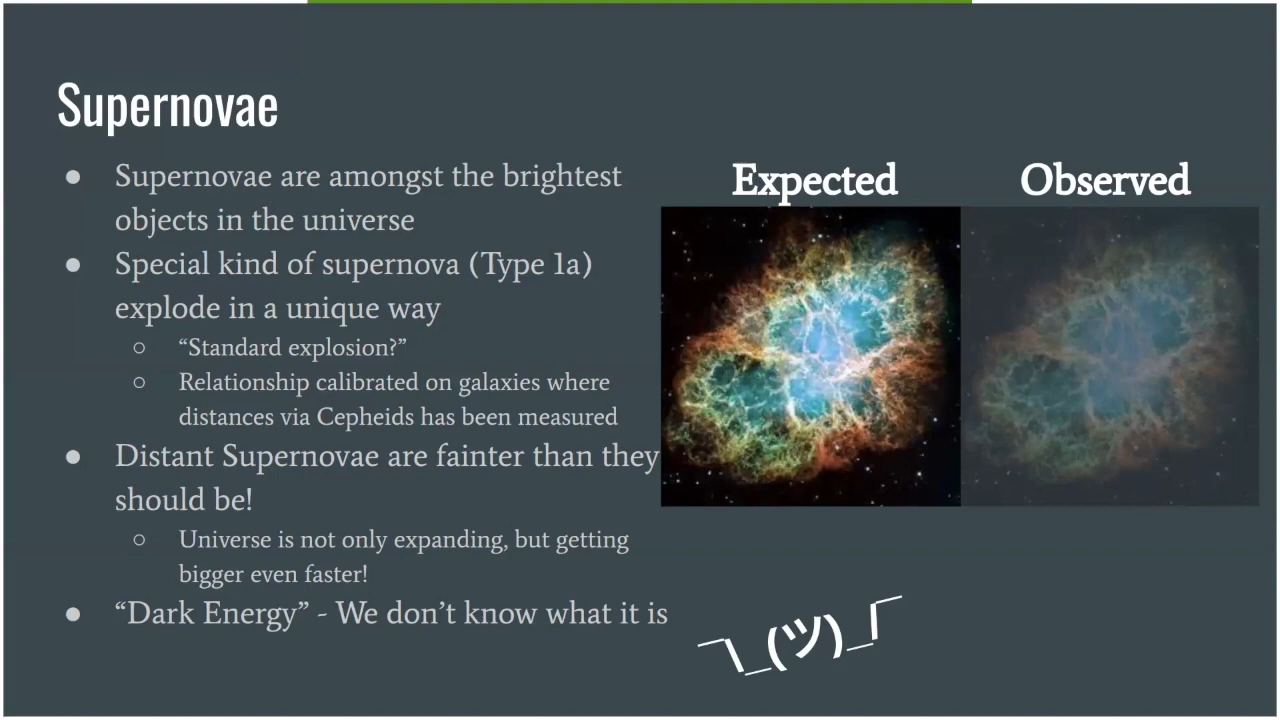 Supernovae
● Supernovae are amongst the brightest
objects in the universe
● Special kind of supernova (Type 1a)
explode in a unique way
○ “Standard explosion?”
○ Relationship calibrated on galaxies where
distances via Cepheids has been measured
● Distant Supernovae are fainter than they
should be!
○ Universe is not only expanding, but getting
bigger even faster!
● “Dark Energy” - We don’t know what it is
Expected
Observed
¯\_(ツ)_/¯